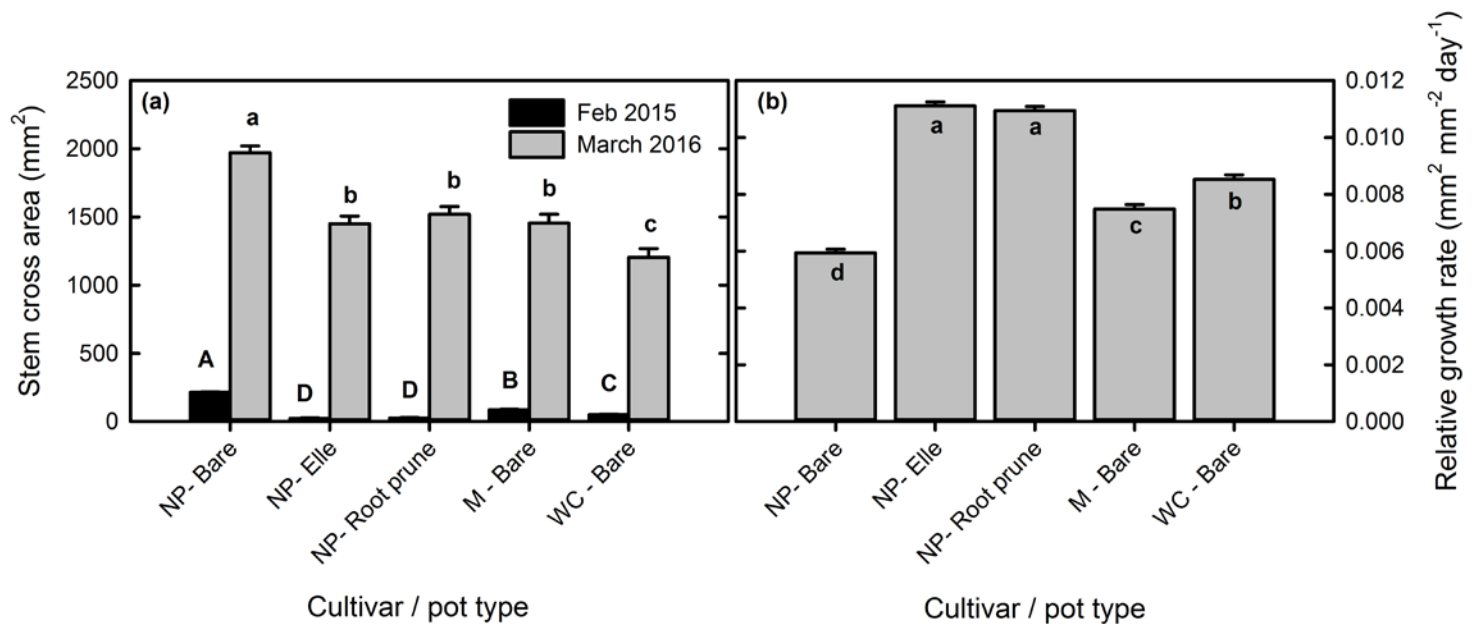 (a)
Feb 2015
March 2016
Stem cross area (mm²)
2500
2000
1500
1000
500
0
a
b
b
b
c
A
D
D
B
C
NP- Bare
NP- Elle
NP- Root prune
M - Bare
WC - Bare
Cultivar / pot type
(b)
a
a
b
c
d
NP- Bare
NP- Elle
NP- Root prune
M - Bare
WC - Bare
Cultivar / pot type
0.012
0.010
0.008
0.006
0.004
0.002
0.000
Relative growth rate (mm² mm⁻² day⁻¹)